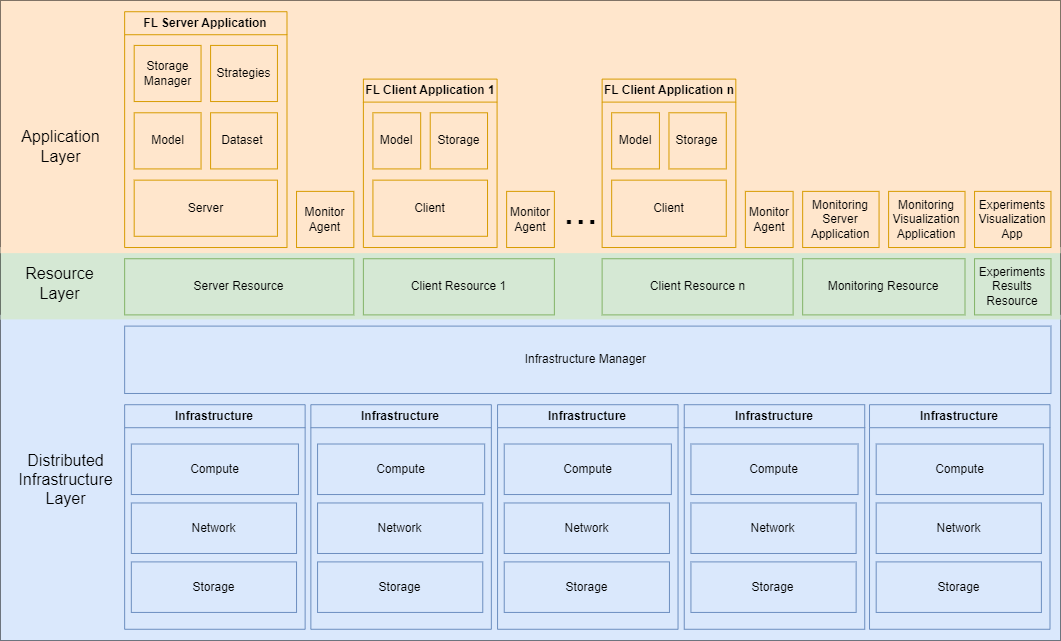 FL Server Application
Storage
Manager
Strategies
Model
Dataset
Server
Monitor
Agent
FL Client Application 1
Model
Storage
Client
Monitor
Agent
...
FL Client Application n
Model
Storage
Client
Monitor
Agent
Monitoring
Server
Application
Monitoring
Visualization
Application
Experiments
Visualization
App
Application
Layer
Resource
Layer
Server Resource
Client Resource 1
Client Resource n
Monitoring Resource
Experiments
Results
Resource
Distributed
Infrastructure
Layer
Infrastructure Manager
Infrastructure
Compute
Network
Storage
Infrastructure
Compute
Network
Storage
Infrastructure
Compute
Network
Storage
Infrastructure
Compute
Network
Storage
Infrastructure
Compute
Network
Storage